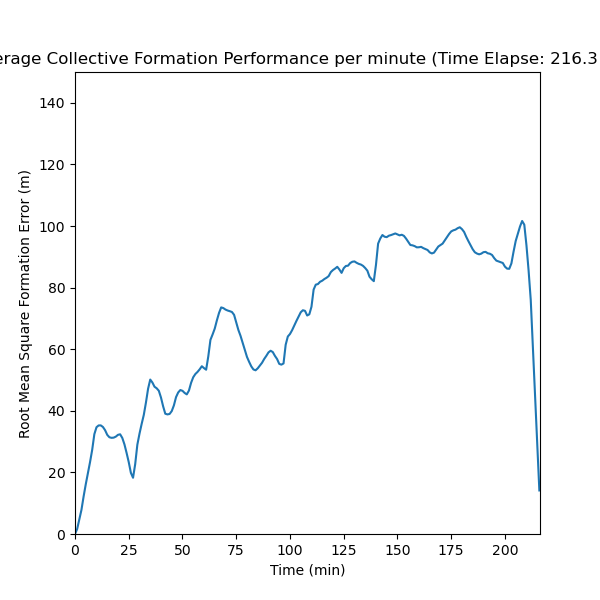 erage Collective Formation Performance per minute (Time Elapse: 216.3
140
120
100
80
60
40
20
0
Root Mean Square Formation Error (m)
0 25 50 75 100 125 150 175 200
Time (min)